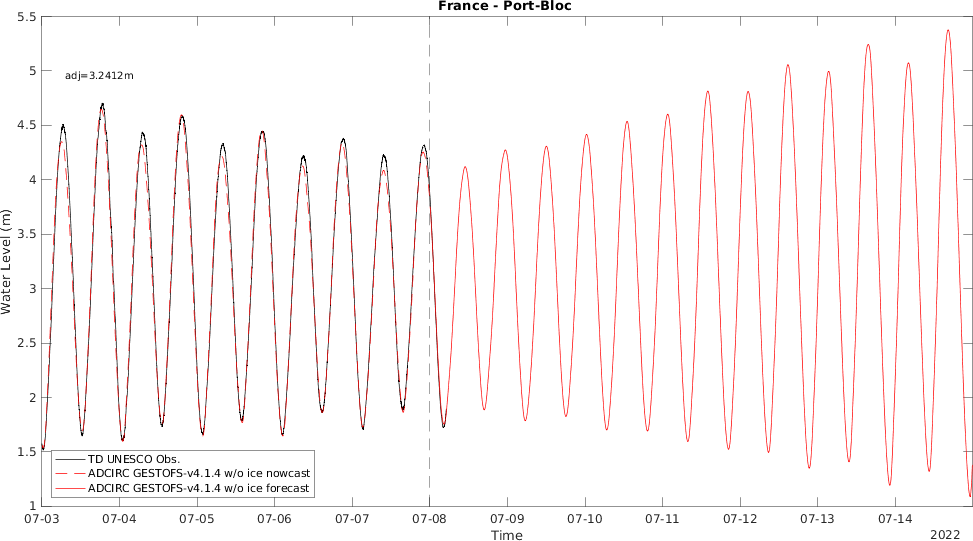 France - Port-Bloc
5.5
5
4.5
4
3.5
3
2.5
2
1.5
1
Water Level (m)
adj=3.2412m
TD UNESCO Obs.
ADCIRC GESTOFS-v4.1.4 w/o ice nowcast
ADCIRC GESTOFS-v4.1.4 w/o ice forecast
07-03 07-04 07-05 07-06 07-07 07-08 07-09 07-10 07-11 07-12 07-13 07-14
Time
2022